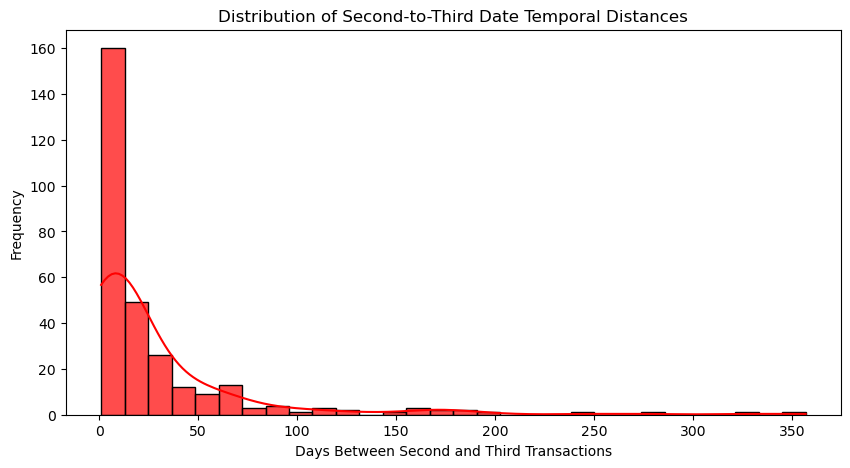 Distribution of Second-to-Third Date Temporal Distances
160
140
120
100
80
60
40
20
0
Frequency
0 50 100 150 200 250 300 350
Days Between Second and Third Transactions